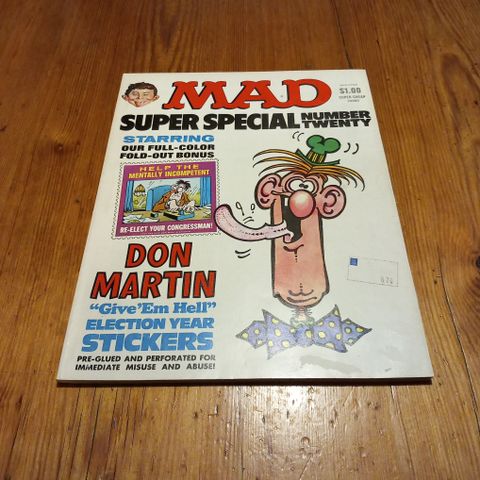 MAD
$1.00
SUPER SPECIAL NUMBER TWENTY
STARRING
OUR FULL-COLOR
FOLD-OUT BONUS
HELP THE
MENTALLY INCOMPETENT
RE-ELECT YOUR CONGRESSMAN!
DON
MARTIN
"Give 'Em Hell"
ELECTION YEAR
STICKERS
PRE-GLUED AND PERFORATED FOR
IMMEDIATE MISUSE AND ABUSE!